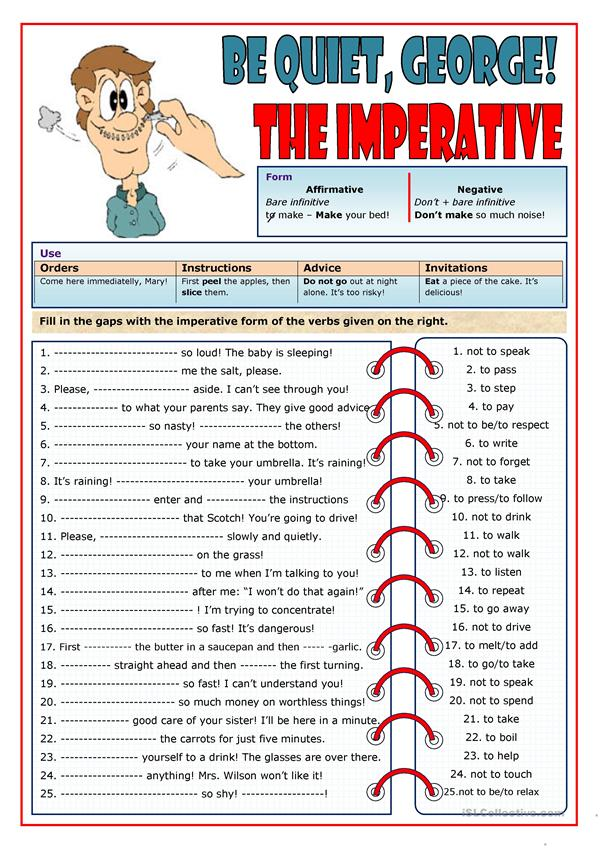 BE QUIET, GEORGE!
THE IMPERATIVE
Form
Affirmative
Negative
Bare infinitive
Don't + bare infinitive
to make – Make your bed!
Don't make so much noise!
Use
Orders Instructions Advice Invitations
Come here immediatelly, Mary! First peel the apples, then Do not go out at night Eat a piece of the cake. It's
slice them. alone. It's too risky! delicious!
Fill in the gaps with the imperative form of the verbs given on the right.
1. --------------------------- so loud! The baby is sleeping! 1. not to speak
2. --------------------------- me the salt, please. 2. to pass
3. Please, --------------------- aside. I can't see through you! 3. to step
4. -------------- to what your parents say. They give good advice 4. to pay
5. -------------------- so nasty! ------------------ the others! 5. not to be/to respect
6. ---------------------------- your name at the bottom. 6. to write
7. ----------------------------- to take your umbrella. It's raining! 7. not to forget
8. It's raining! ---------------------------- your umbrella! 8. to take
9. --------------------- enter and ------------- the instructions 9. to press/to follow
10. -------------------------- that Scotch! You're going to drive! 10. not to drink
11. Please, --------------------------- slowly and quietly. 11. to walk
12. ----------------------------- on the grass! 12. not to walk
13. ------------------------------ to me when I'm talking to you! 13. to listen
14. ---------------------------- after me: "I won't do that again!" 14. to repeat
15. ------------------------------ ! I'm trying to concentrate! 15. to go away
16. ------------------------------ so fast! It's dangerous! 16. not to drive
17. First ----------- the butter in a saucepan and then ----- -garlic. 17. to melt/to add
18. ----------- straight ahead and then -------- the first turning. 18. to go/to take
19. -------------------------- so fast! I can't understand you! 19. not to speak
20. ------------------------- so much money on worthless things! 20. not to spend
21. --------------- good care of your sister! I'll be here in a minute. 21. to take
22. --------------------- the carrots for just five minutes. 22. to boil
23. ----------------- yourself to a drink! The glasses are over there. 23. to help
24. ------------------ anything! Mrs. Wilson won't like it! 24. not to touch
25. ------------------------------ so shy! ------------------! 25.not to be/to relax
iSLCollective.com